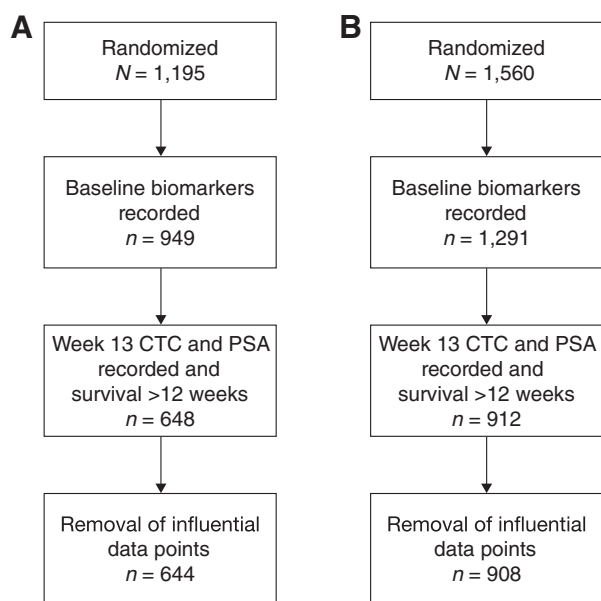 A
Randomized
N = 1,195
Baseline biomarkers
recorded
n = 949
Week 13 CTC and PSA
recorded and
survival >12 weeks
n = 648
Removal of influential
data points
n = 644
B
Randomized
N = 1,560
Baseline biomarkers
recorded
n = 1,291
Week 13 CTC and PSA
recorded and
survival >12 weeks
n = 912
Removal of influential
data points
n = 908